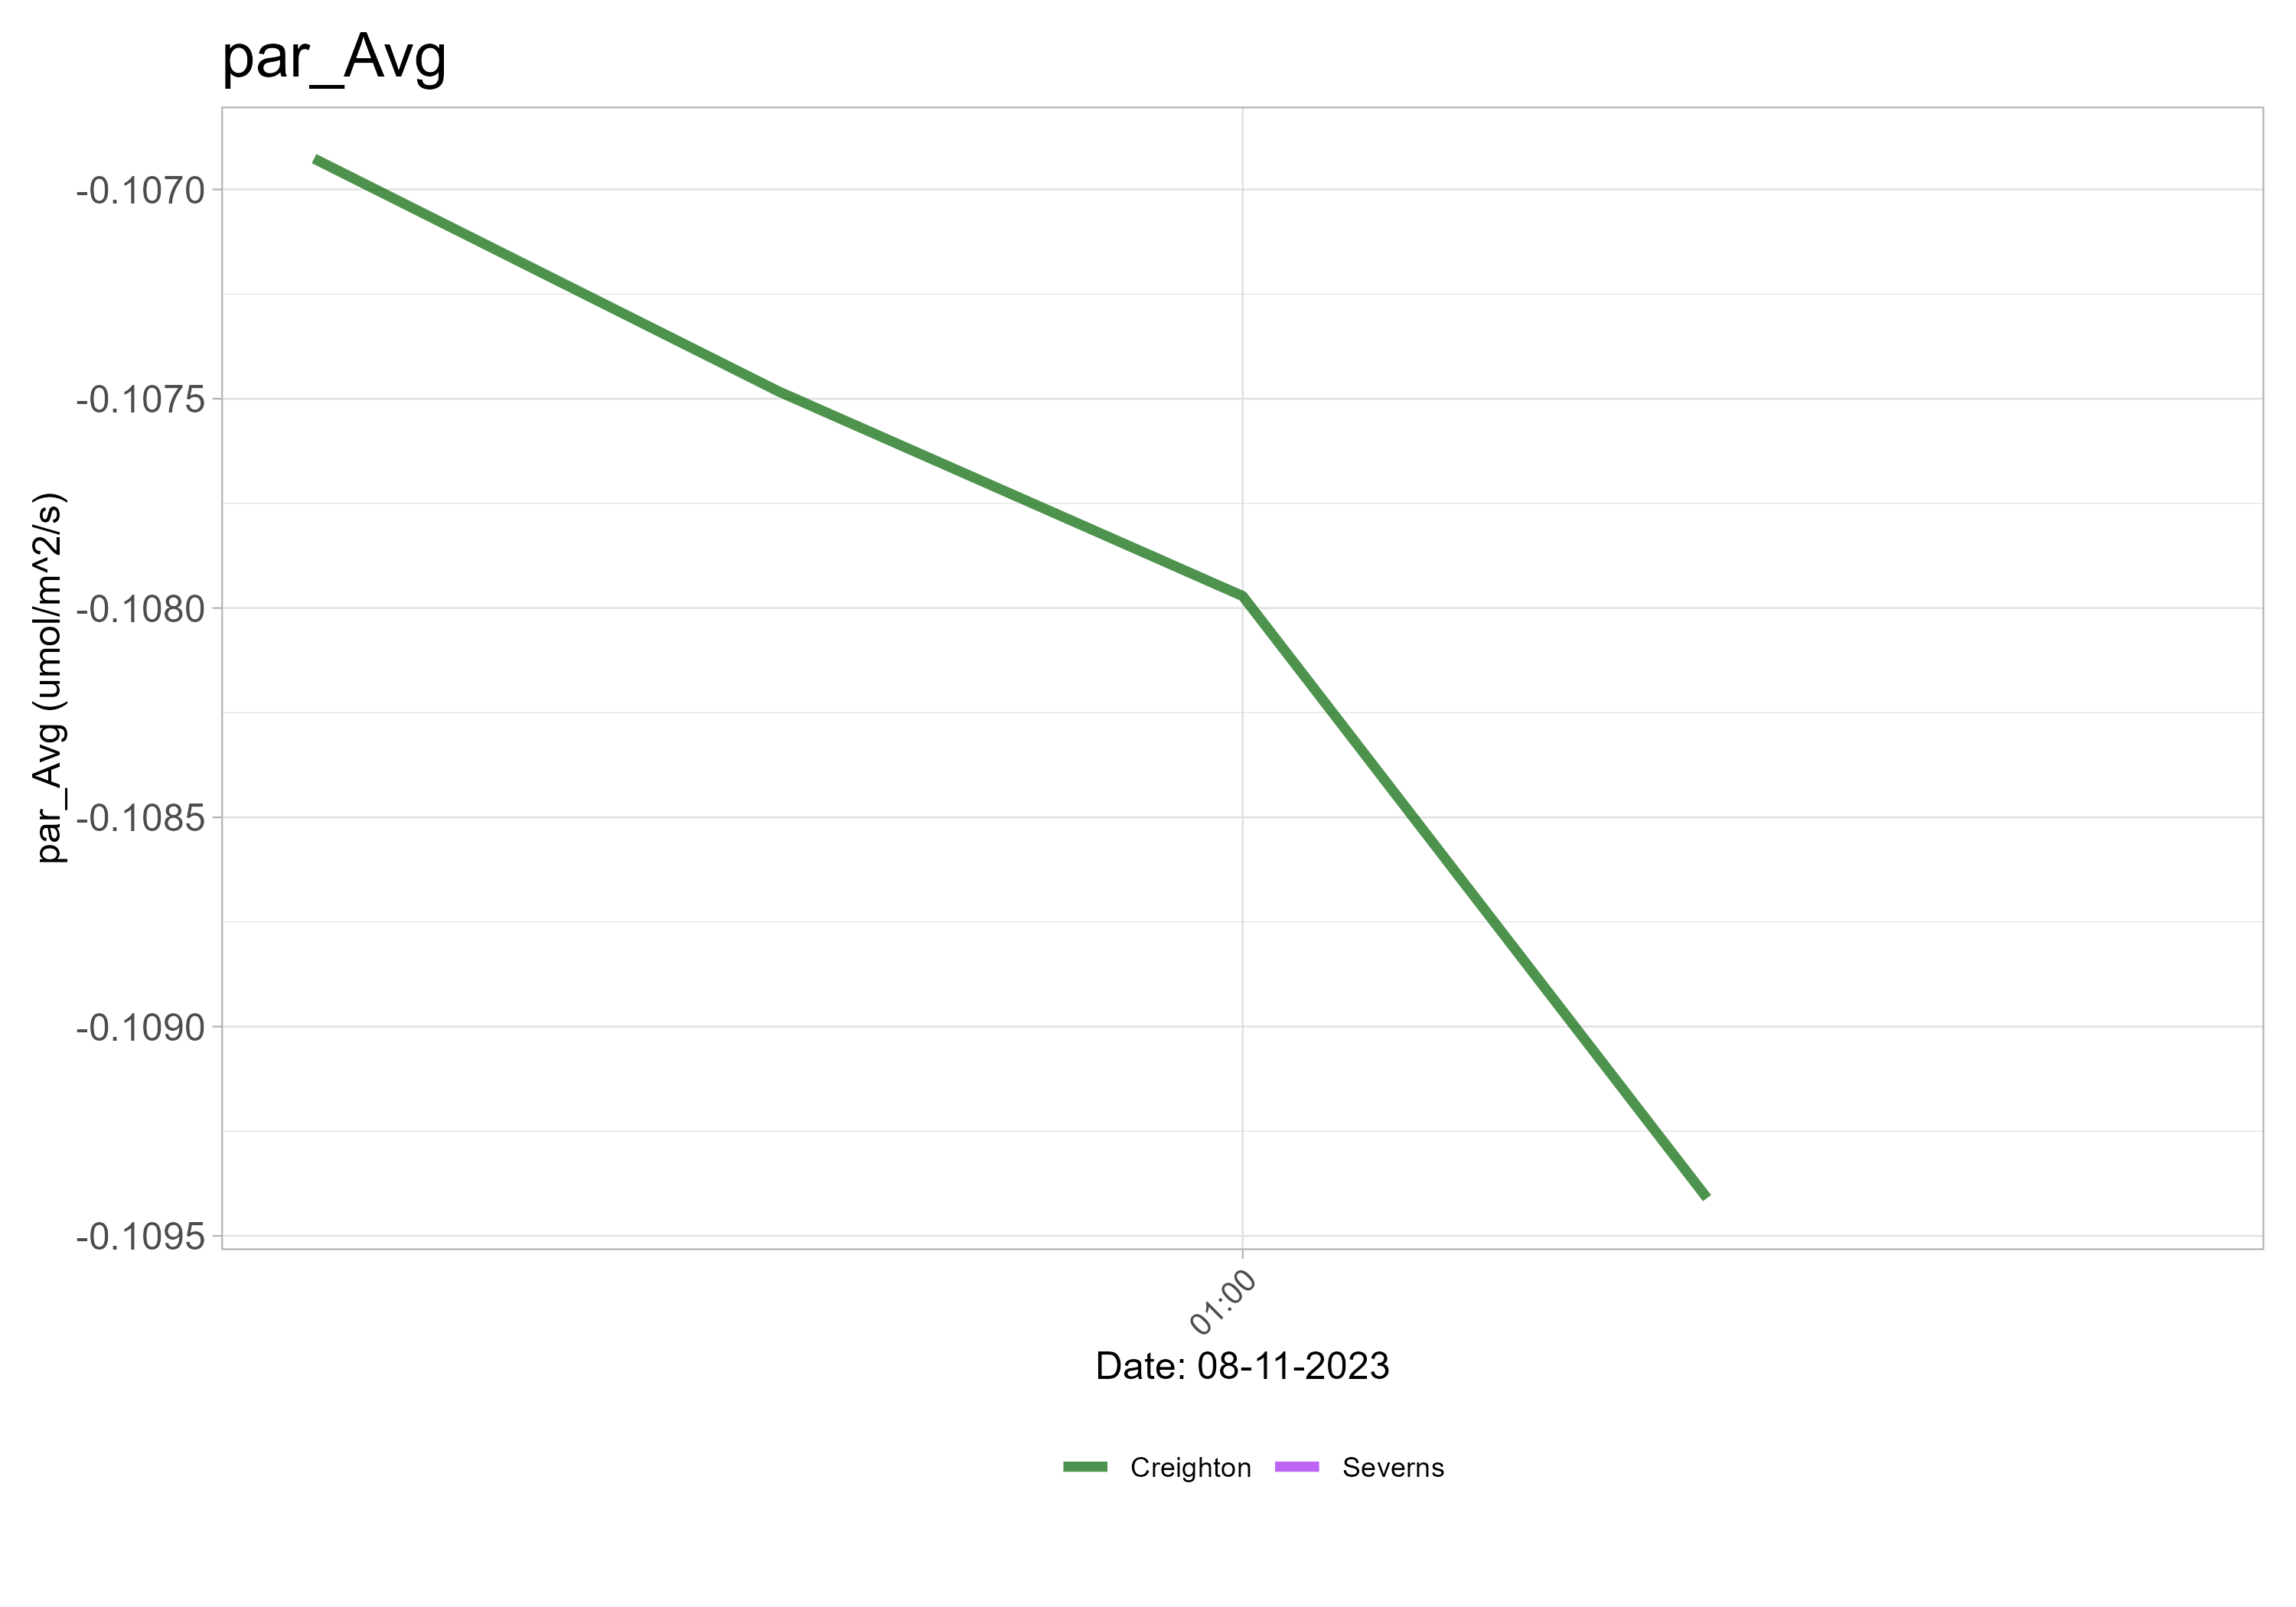 par_Avg
par_Avg (umol/m^2/s)
-0.1070
-0.1075
-0.1080
-0.1085
-0.1090
-0.1095
01:00
Date: 08-11-2023
Creighton Severns